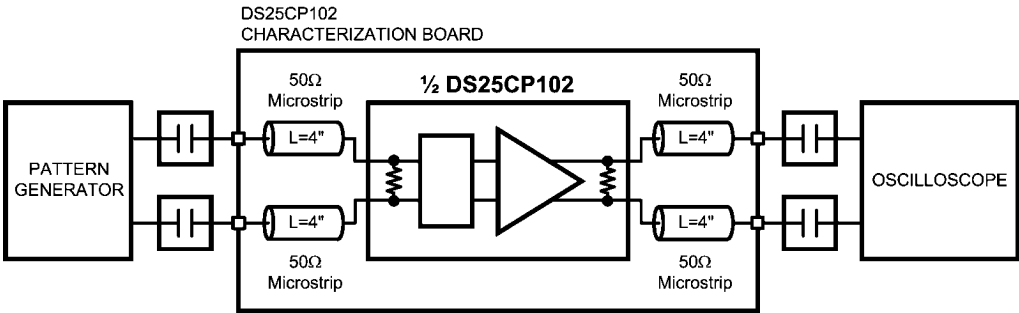 DS25CP102
CHARACTERIZATION BOARD
50Ω
Microstrip
½ DS25CP102
50Ω
Microstrip
L=4"
L=4"
PATTERN
GENERATOR
OSCILLOSCOPE
L=4"
L=4"
50Ω
Microstrip
50Ω
Microstrip